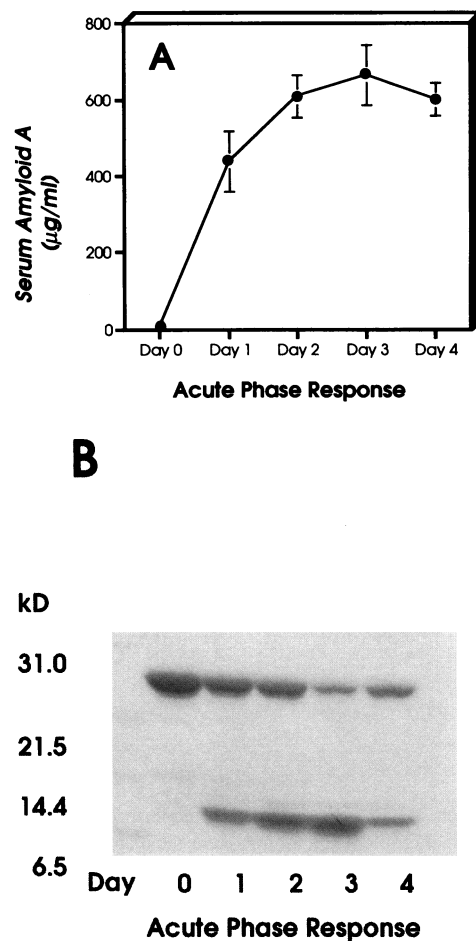 800
A
600
400
200
0
Serum Amyloid A
(µg/ml)
Day 0 Day 1 Day 2 Day 3 Day 4
Acute Phase Response
B
kD
31.0
21.5
14.4
6.5
Day 0 1 2 3 4
Acute Phase Response